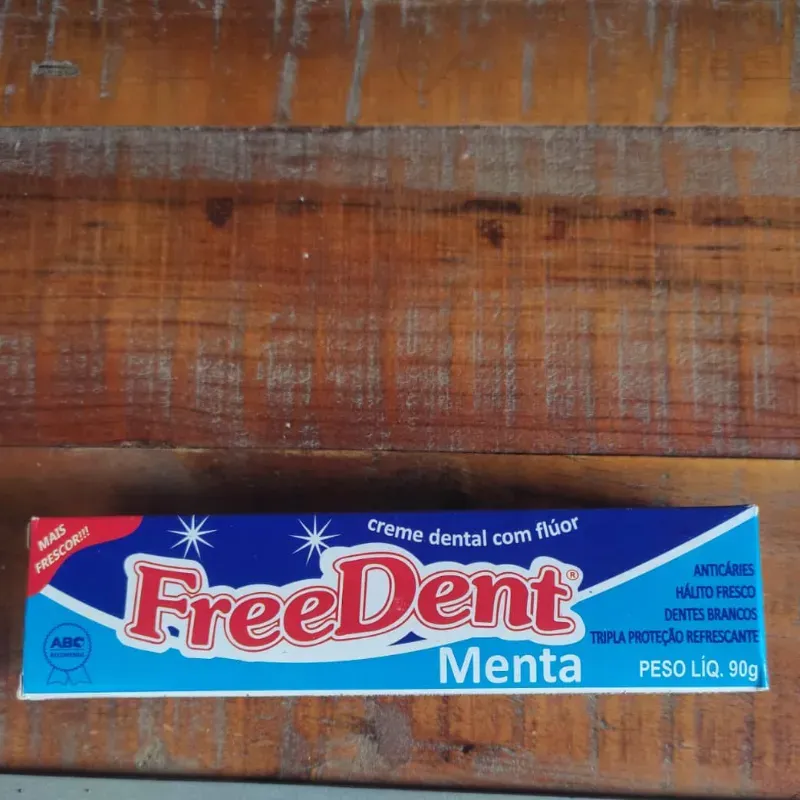 MAIS
FRESCOR!!!
creme dental com flúor
FreeDent®
Menta
ANTICÁRIES
HÁLITO FRESCO
DENTES BRANCOS
TRIPLA PROTEÇÃO REFRESCANTE
PESO LÍQ. 90g
ABC
RECOMENDA